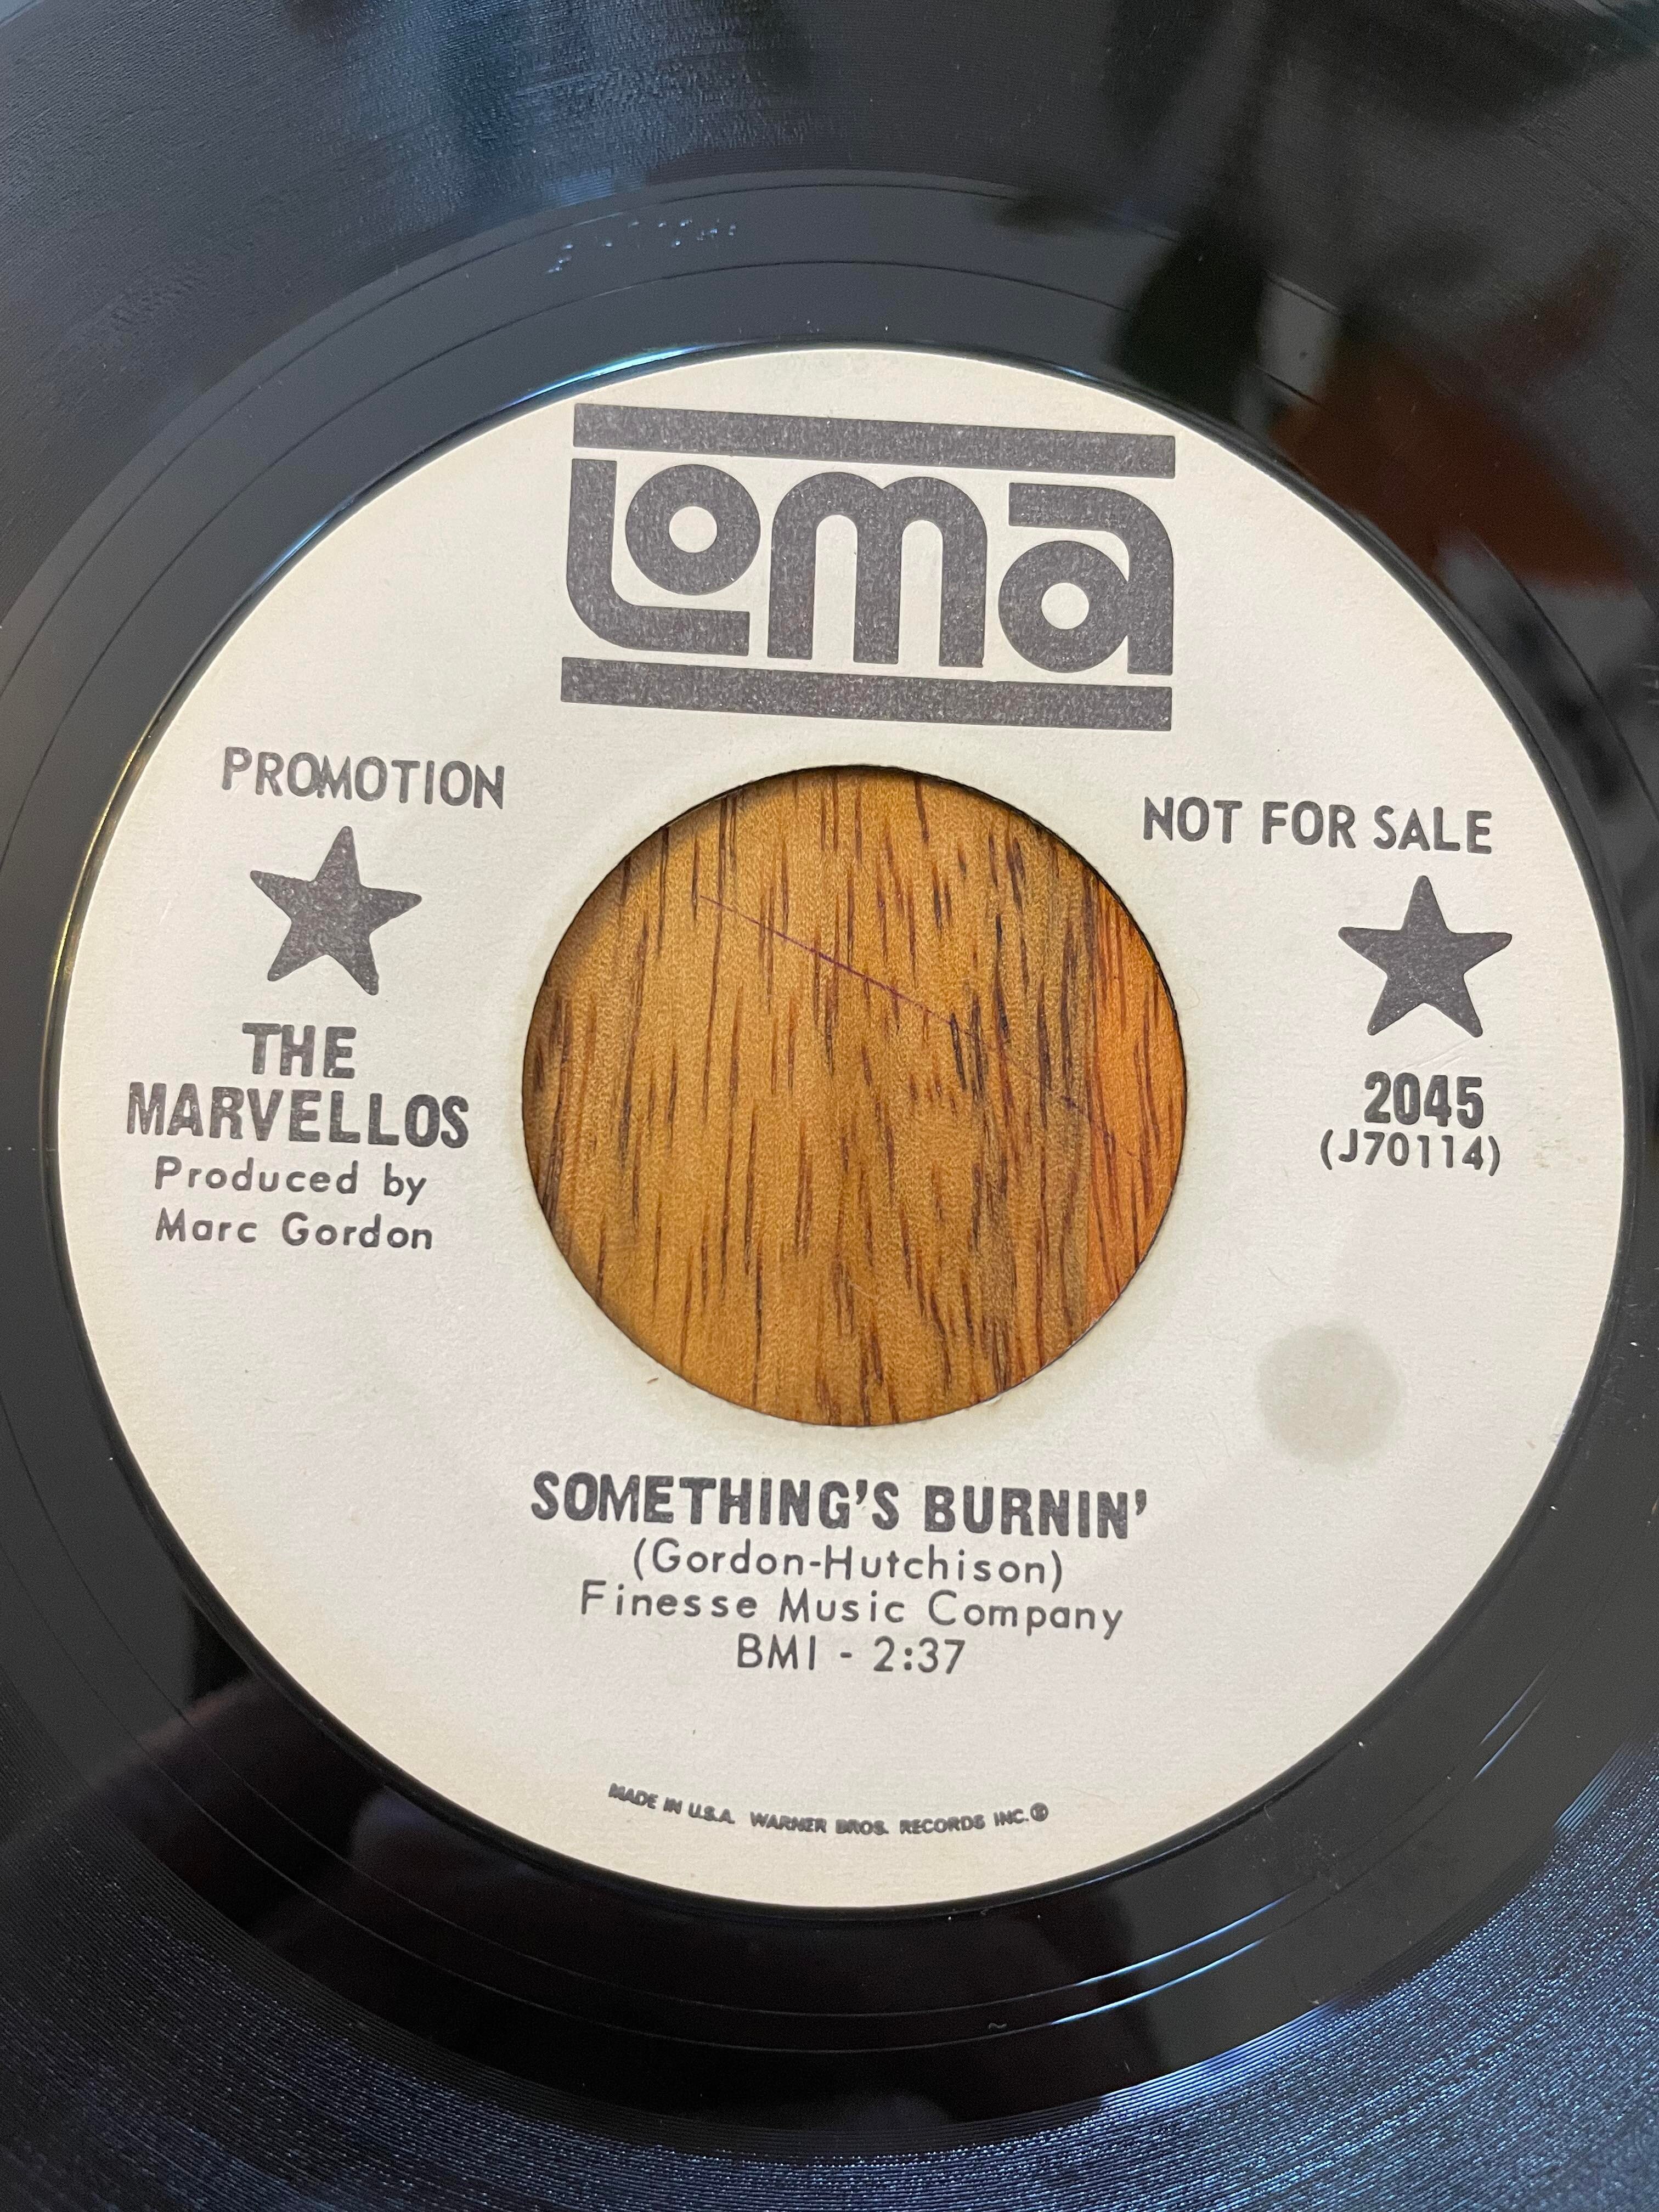 Loma
PROMOTION
NOT FOR SALE
THE
MARVELLOS
Produced by
Marc Gordon
2045
(J70114)
SOMETHING'S BURNIN'
(Gordon-Hutchison)
Finesse Music Company
BMI - 2:37
MADE IN U.S.A. WARNER BROS. RECORDS INC.